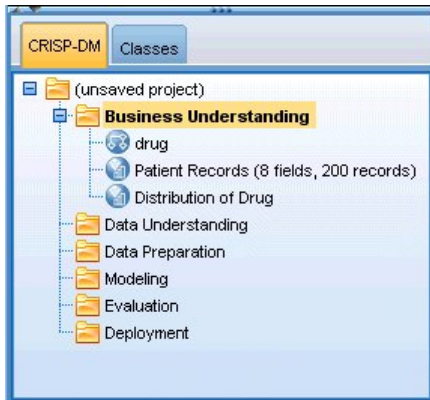 CRISP-DM Classes
(unsaved project)
Business Understanding
drug
Patient Records (8 fields, 200 records)
Distribution of Drug
Data Understanding
Data Preparation
Modeling
Evaluation
Deployment